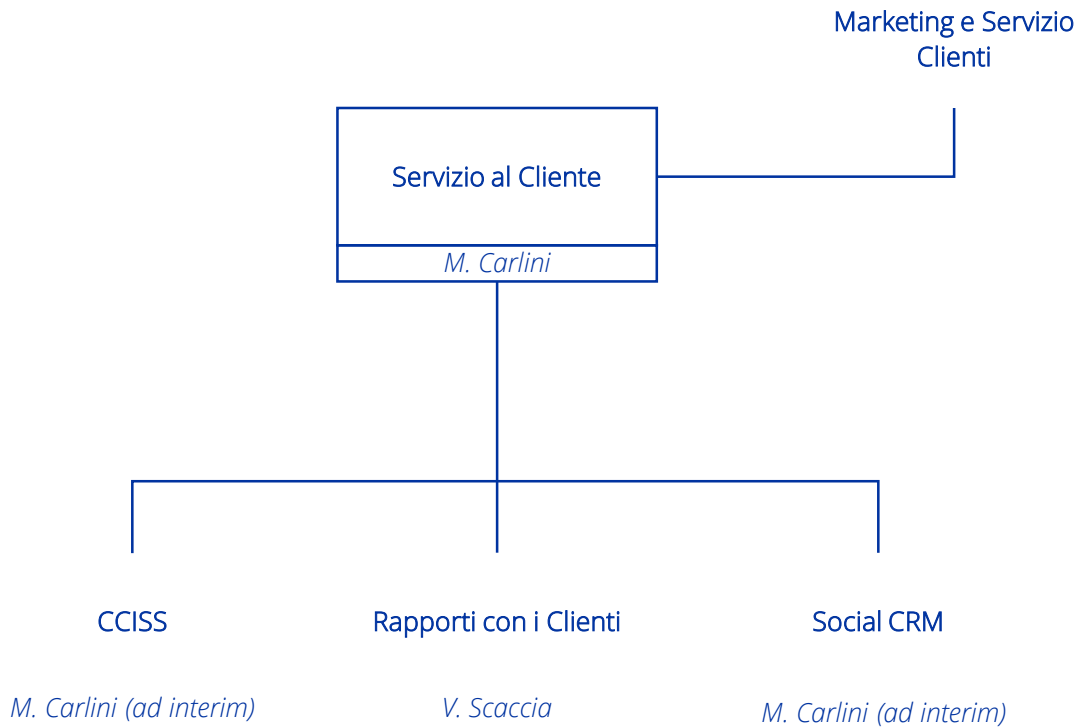 Marketing e Servizio
Clienti
Servizio al Cliente
M. Carlini
CCISS
Rapporti con i Clienti
Social CRM
M. Carlini (ad interim)
V. Scaccia
M. Carlini (ad interim)